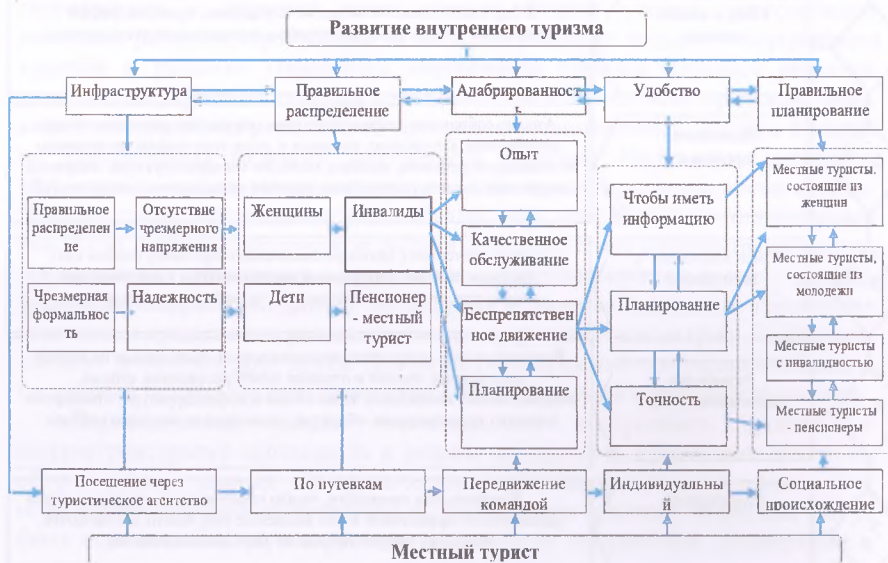 Развитие внутреннего туризма
Инфраструктура
Правильное
распределение
Адабрированност
ь
Удобство
Правильное
планирование
Правильное
распределен
ие
Отсутствие
чрезмерного
напряжения
Чрезмерная
формальнос
ть
Надежность
Женщины
Инвалиды
Дети
Пенсионер
- местный
турист
Опыт
Качественное
обслуживание
Беспрепятствен
ное движение
Планирование
Чтобы иметь
информацию
Планирование
Точность
Местные туристы.
состоящие из
женщин
Местные туристы,
состоящие из
молодежи
Местные туристы
с инвалидностью
Местные туристы
- пенсионеры
Посещение через
туристическое агентство
По путевкам
Передвижение
командой
Индивидуальны
й
Социальное
происхождение
Местный турист